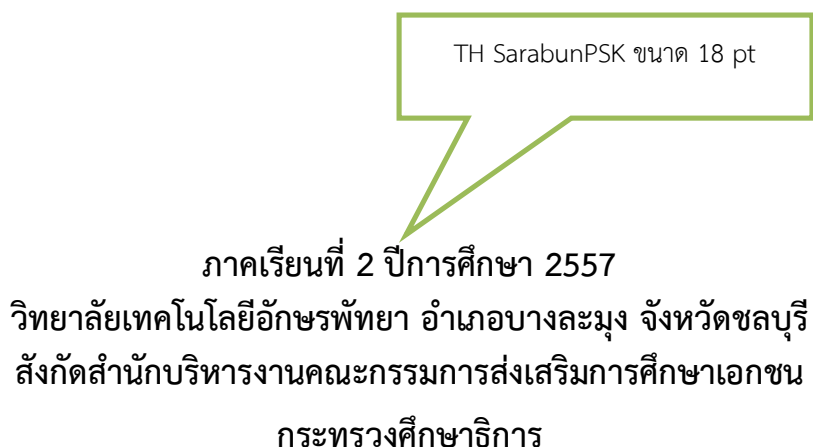 TH SarabunPSK ขนาด 18 pt
ภาคเรียนที่ 2 ปีการศึกษา 2557
วิทยาลัยเทคโนโลยีอักษรพัทยา อำเภอบางละมุง จังหวัดชลบุรี
สังกัดสำนักบริหารงานคณะกรรมการส่งเสริมการศึกษาเอกชน
กระทรวงศึกษาธิการ